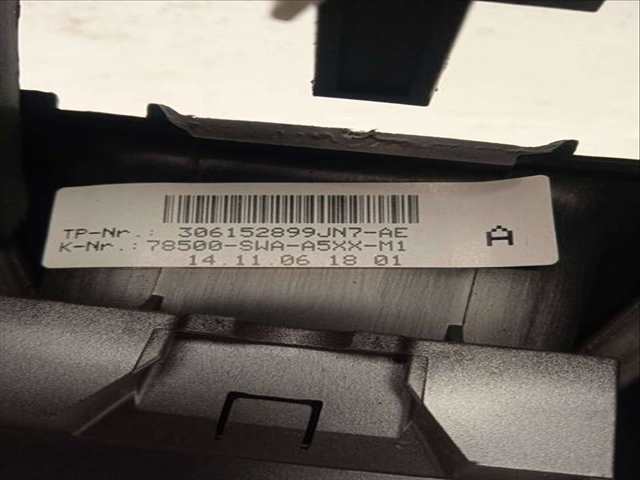 TP-Nr.: 306152899JN7-AE
K-Nr.: 78500-SWA-A5XX-M1
14.11.06 18 01
A